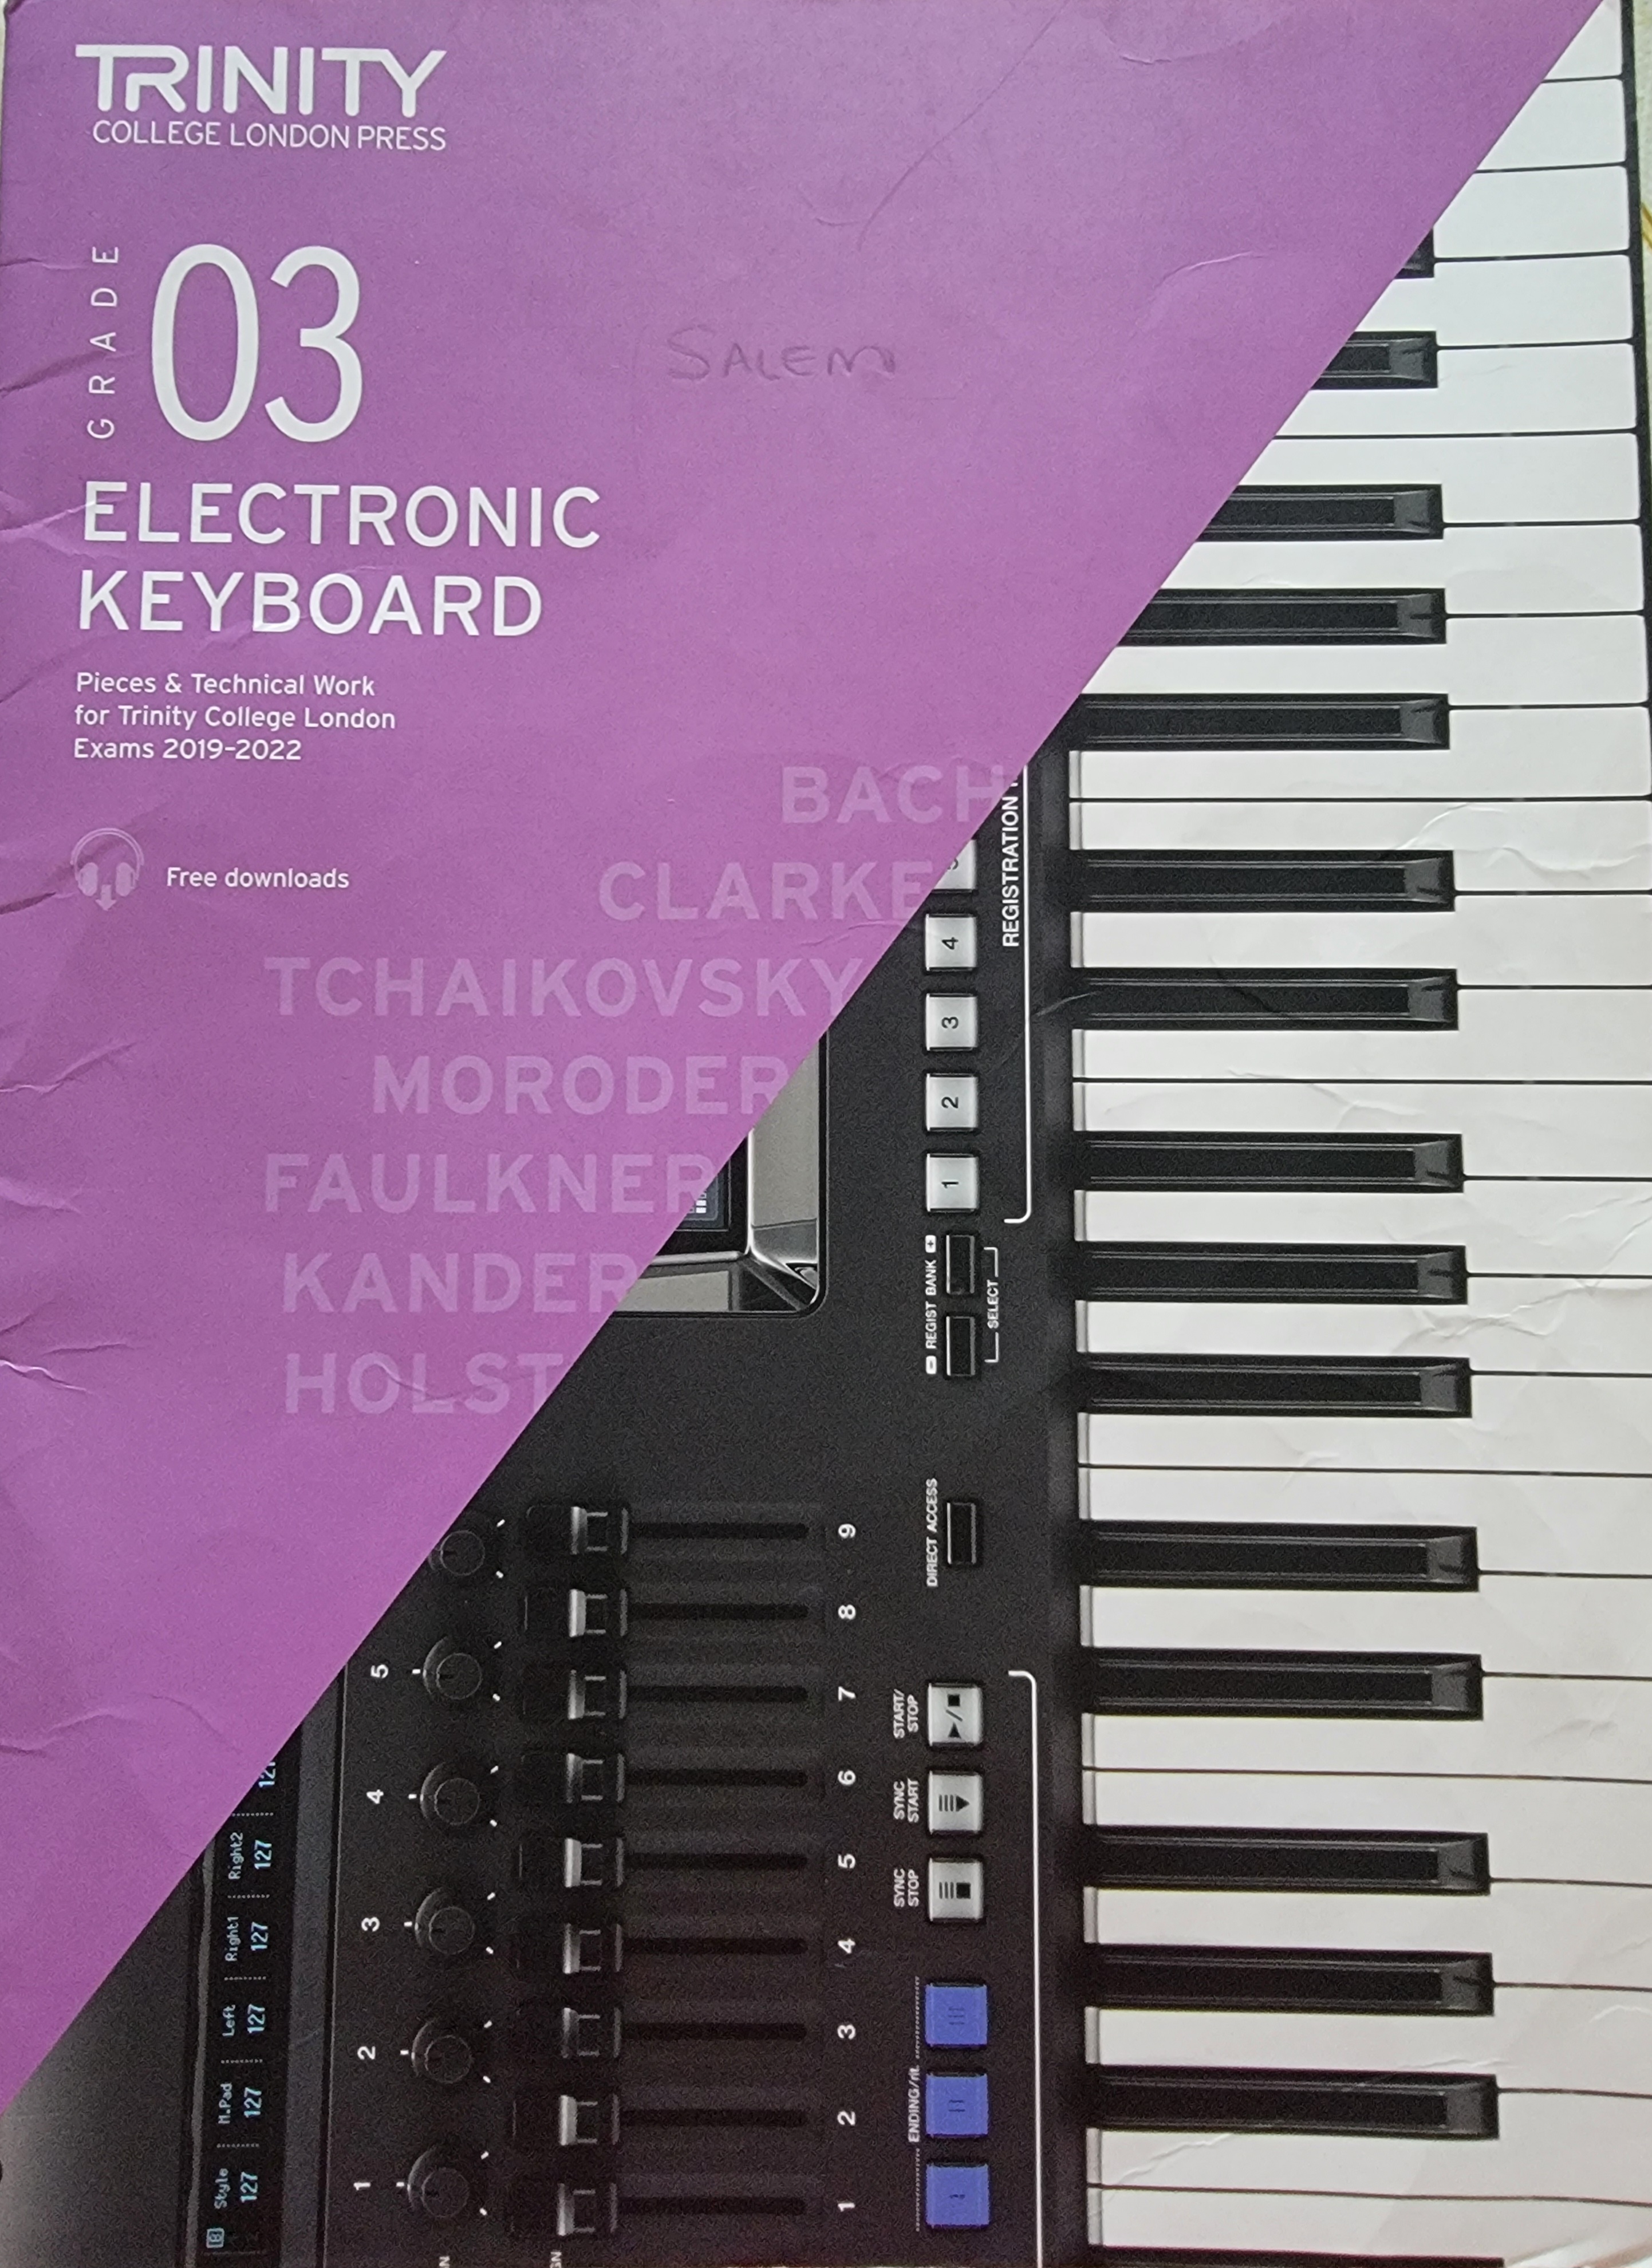 TRINITY
COLLEGE LONDON PRESS
GRADE
03
SALEM
ELECTRONIC
KEYBOARD
Pieces & Technical Work
for Trinity College London
Exams 2019-2022
Free downloads
BACH
CLARKE
TCHAIKOVSKY
MORODER
FAULKNER
KANDER
HOLST
REGISTRATION
4
3
2
1
REGIST BANK
SELECT
DIRECT ACCESS
START/
STOP
SYNC
START
SYNC
STOP
ENDING/rit.
III
II
I
9
8
7
6
5
4
3
2
1
5
4
3
2
1
Right2
127
Right1
127
Left
127
M.Pad
127
Style
127